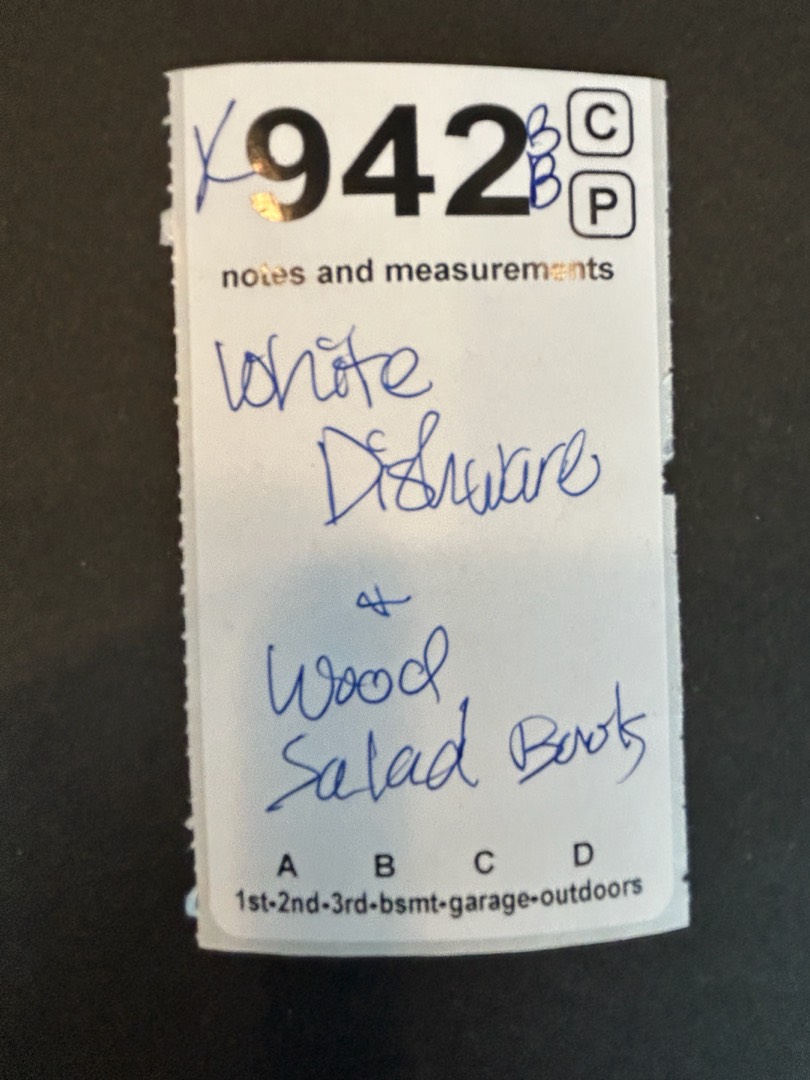 X 942 B C
B P
notes and measurements
White
Dishware
+
Wood
Salad Bowls
A B C D
1st-2nd-3rd-bsmt-garage-outdoors